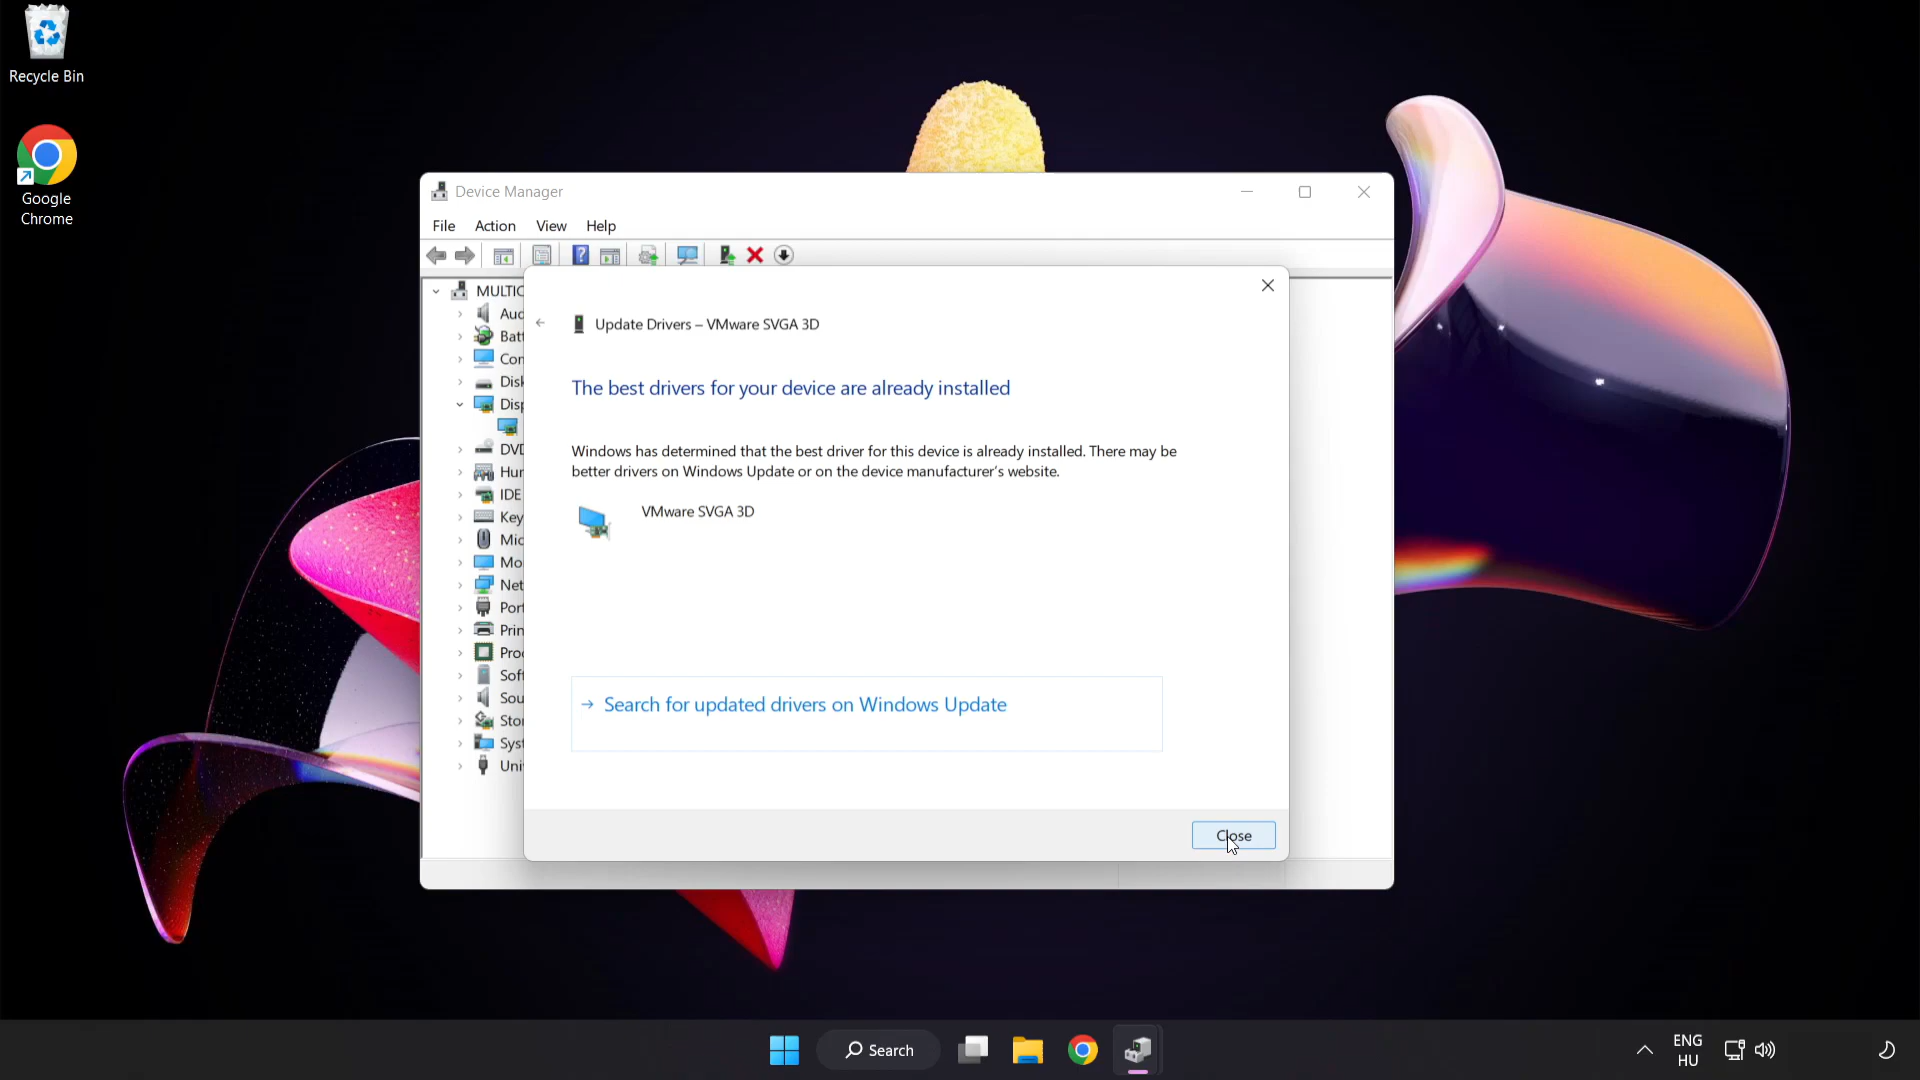 Recycle Bin
Google
Chrome
Device Manager
File Action View Help
MULTIC
Auc
Batt
Con
Disk
Disp
DVD
Hur
IDE
Key
Mic
Mo
Net
Port
Prin
Proc
Soft
Sou
Stor
Syst
Uni
Update Drivers – VMware SVGA 3D
The best drivers for your device are already installed
Windows has determined that the best driver for this device is already installed. There may be
better drivers on Windows Update or on the device manufacturer's website.
VMware SVGA 3D
→ Search for updated drivers on Windows Update
Close
Search
ENG
HU